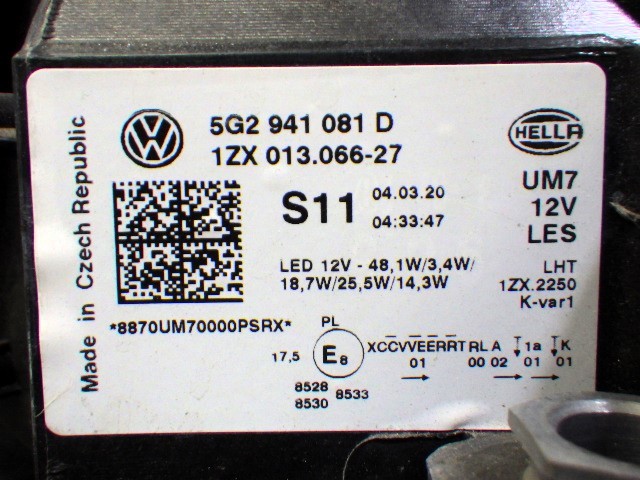 Made in Czech Republic
VW
5G2 941 081 D
1ZX 013.066-27
HELLA
S11
04.03.20
04:33:47
UM7
12V
LES
LED 12V - 48,1W/3,4W/
18,7W/25,5W/14,3W
LHT
1ZX.2250
K-var1
*8870UM70000PSRX*
PL
17,5
E8
XCCVVEERRT RL A 1a K
01 00 02 01 01
8528
8530
8533